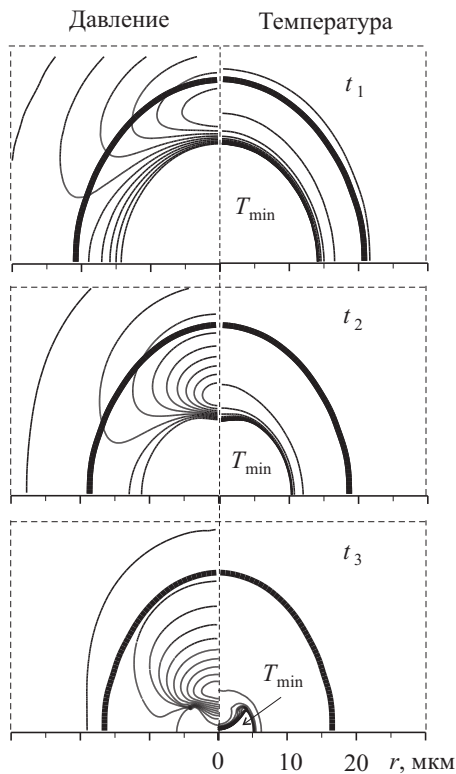 Давление Температура
t1
Tmin
t2
Tmin
t3
Tmin
0 10 20 r, мкм